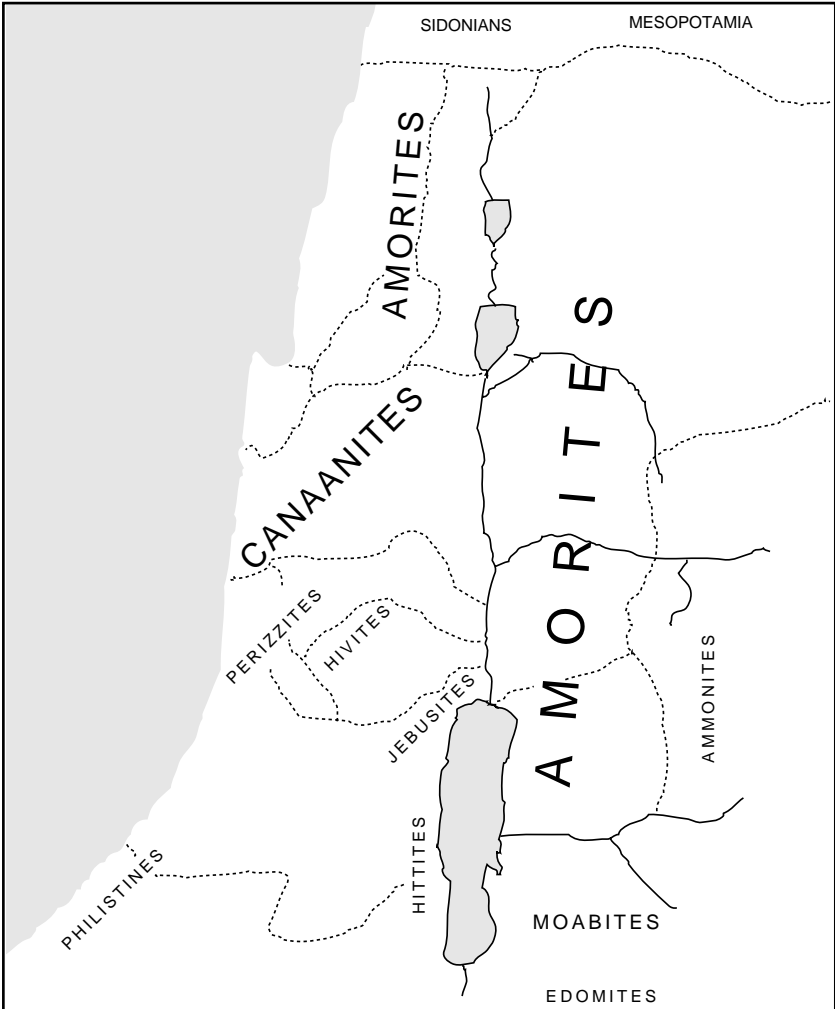 SIDONIANS
MESOPOTAMIA
AMORITES
AMORITES
CANAANITES
PERIZZITES
HIVITES
JEBUSITES
AMMONITES
HITTITES
PHILISTINES
MOABITES
EDOMITES